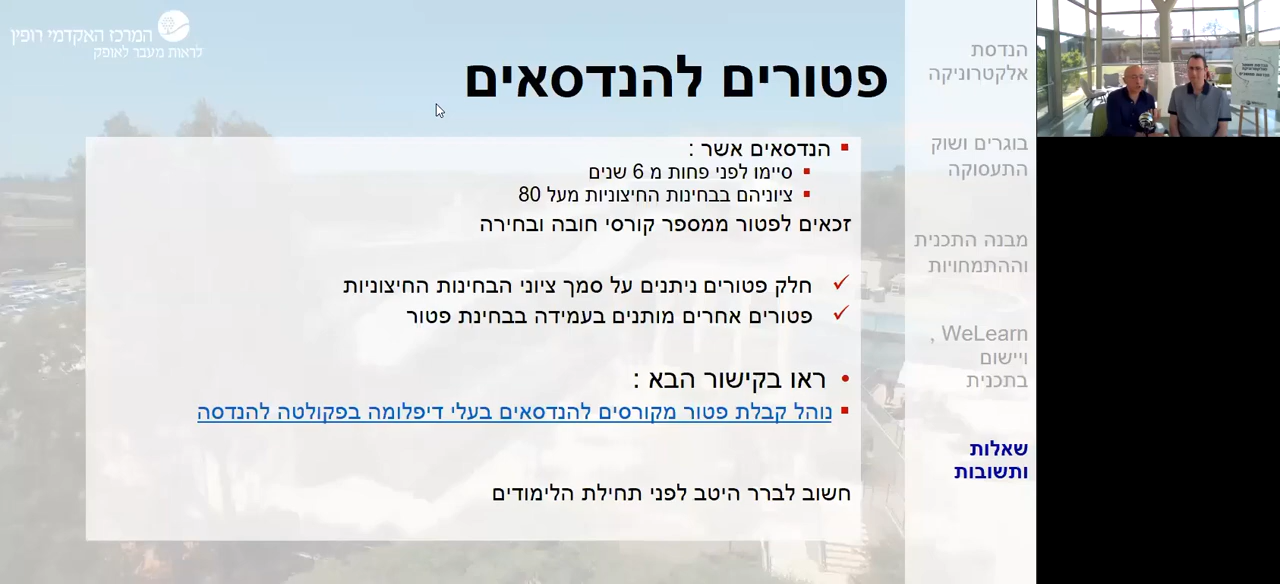 המרכז האקדמי רופין
לראות מעבר לאופק
פטורים להנדסאים
הנדסאים אשר :
סיימו לפני פחות מ 6 שנים
ציוניהם בבחינות החיצוניות מעל 80
זכאים לפטור ממספר קורסי חובה ובחירה
חלק פטורים ניתנים על סמך ציוני הבחינות החיצוניות
פטורים אחרים מותנים בעמידה בבחינת פטור
ראו בקישור הבא :
נוהל קבלת פטור מקורסים להנדסאים בעלי דיפלומה בפקולטה להנדסה
חשוב לברר היטב לפני תחילת הלימודים
הנדסת
אלקטרוניקה
בוגרים ושוק
התעסוקה
מבנה התכנית
וההתמחויות
WeLearn ,
ויישום
בתכנית
שאלות
ותשובות